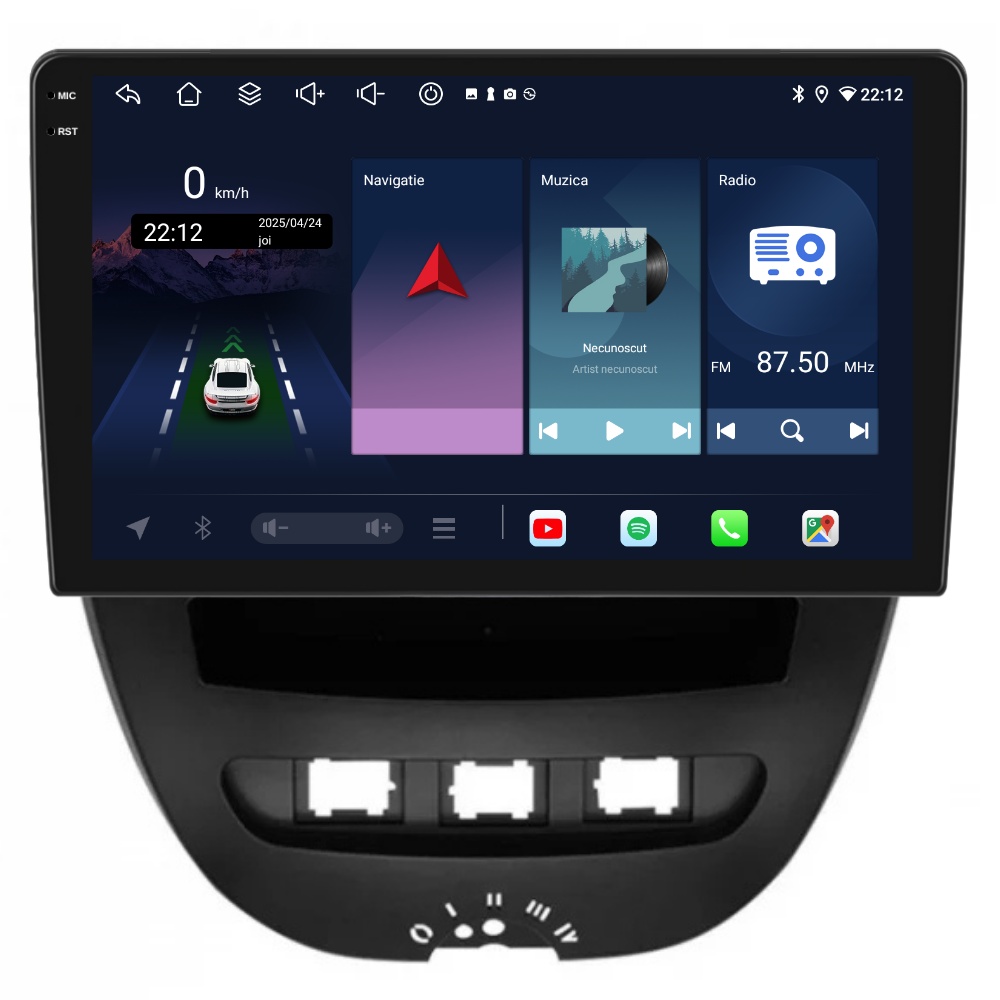 MIC
RST
22:12
0 km/h
22:12
2025/04/24
joi
Navigatie
Muzica
Necunoscut
Artist necunoscut
Radio
FM 87.50 MHz
G
0 I II III IV